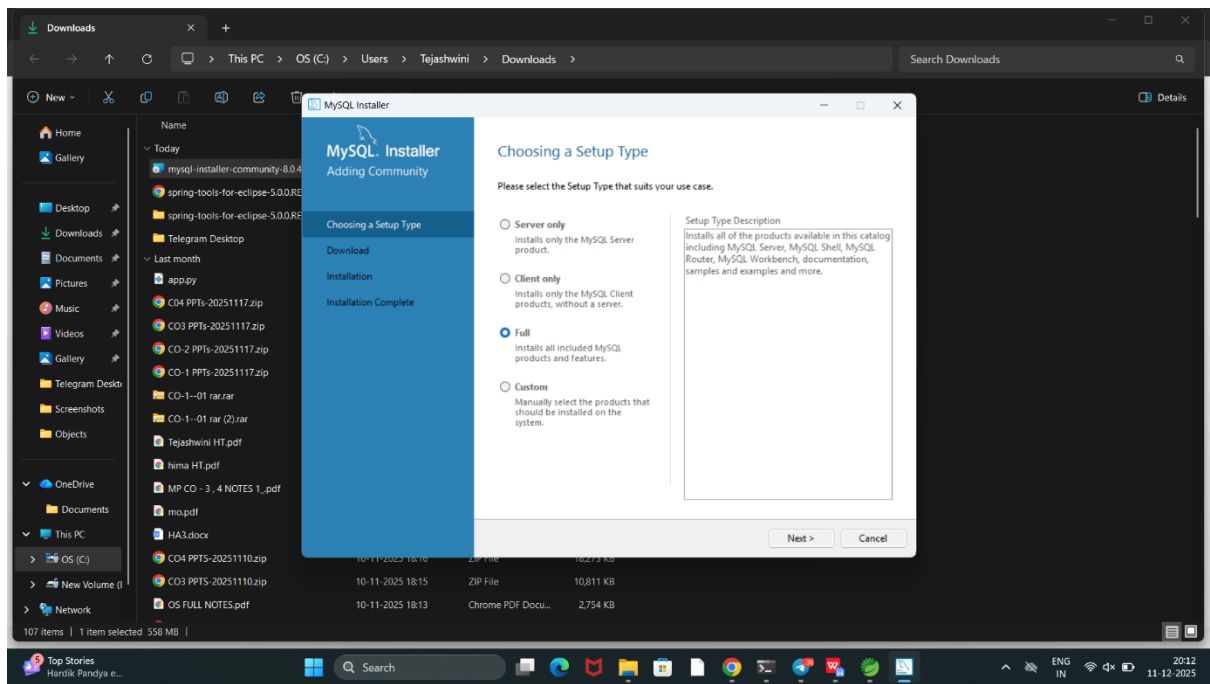 Downloads
This PC > OS (C:) > Users > Tejashwini > Downloads >
Search Downloads
New
Details
Home
Gallery
Desktop
Downloads
Documents
Pictures
Music
Videos
Gallery
Telegram Deskt
Screenshots
Objects
OneDrive
Documents
This PC
OS (C:)
New Volume (
Network
Name
Today
mysql-installer-community-8.0.4
spring-tools-for-eclipse-5.0.0.RE
spring-tools-for-eclipse-5.0.0.RE
Telegram Desktop
Last month
app.py
C04 PPTs-20251117.zip
CO3 PPTs-20251117.zip
CO-2 PPTs-20251117.zip
CO-1 PPTs-20251117.zip
CO-1--01 rar.rar
CO-1--01 rar (2).rar
Tejashwini HT.pdf
hima HT.pdf
MP CO - 3 , 4 NOTES 1_.pdf
mo.pdf
HA3.docx
CO4 PPTS-20251110.zip 10-11-2025 18:16 ZIP File 18,275 KB
CO3 PPTS-20251110.zip 10-11-2025 18:15 ZIP File 10,811 KB
OS FULL NOTES.pdf 10-11-2025 18:13 Chrome PDF Docu... 2,754 KB
MySQL Installer
MySQL. Installer
Adding Community
Choosing a Setup Type
Download
Installation
Installation Complete
Choosing a Setup Type
Please select the Setup Type that suits your use case.
Server only
Installs only the MySQL Server
product.
Client only
Installs only the MySQL Client
products, without a server.
Full
Installs all included MySQL
products and features.
Custom
Manually select the products that
should be installed on the
system.
Setup Type Description
Installs all of the products available in this catalog
including MySQL Server, MySQL Shell, MySQL
Router, MySQL Workbench, documentation,
samples and examples and more.
Next >
Cancel
107 items | 1 item selected 558 MB |
5
Top Stories
Hardik Pandya e...
Search
ENG
IN
20:12
11-12-2025